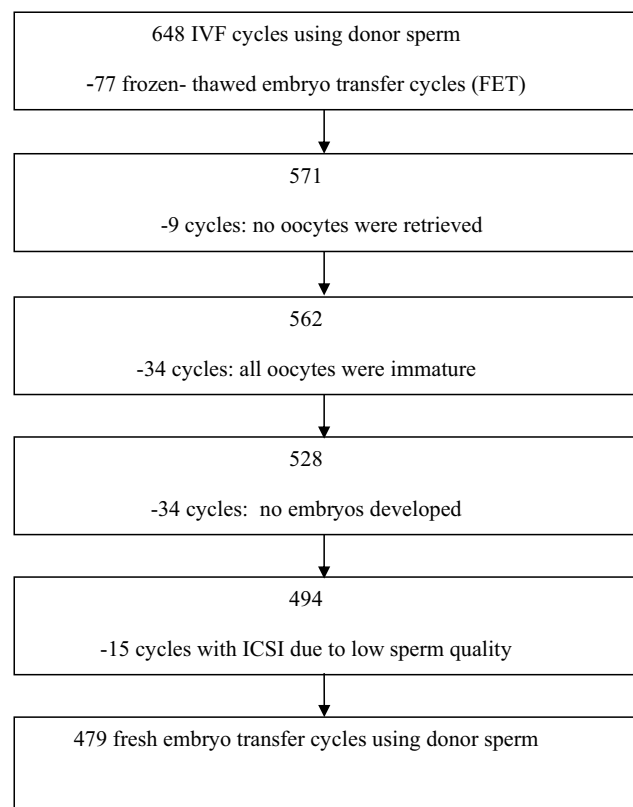 648 IVF cycles using donor sperm
-77 frozen- thawed embryo transfer cycles (FET)
571
-9 cycles: no oocytes were retrieved
562
-34 cycles: all oocytes were immature
528
-34 cycles:  no embryos developed
494
-15 cycles with ICSI due to low sperm quality
479 fresh embryo transfer cycles using donor sperm